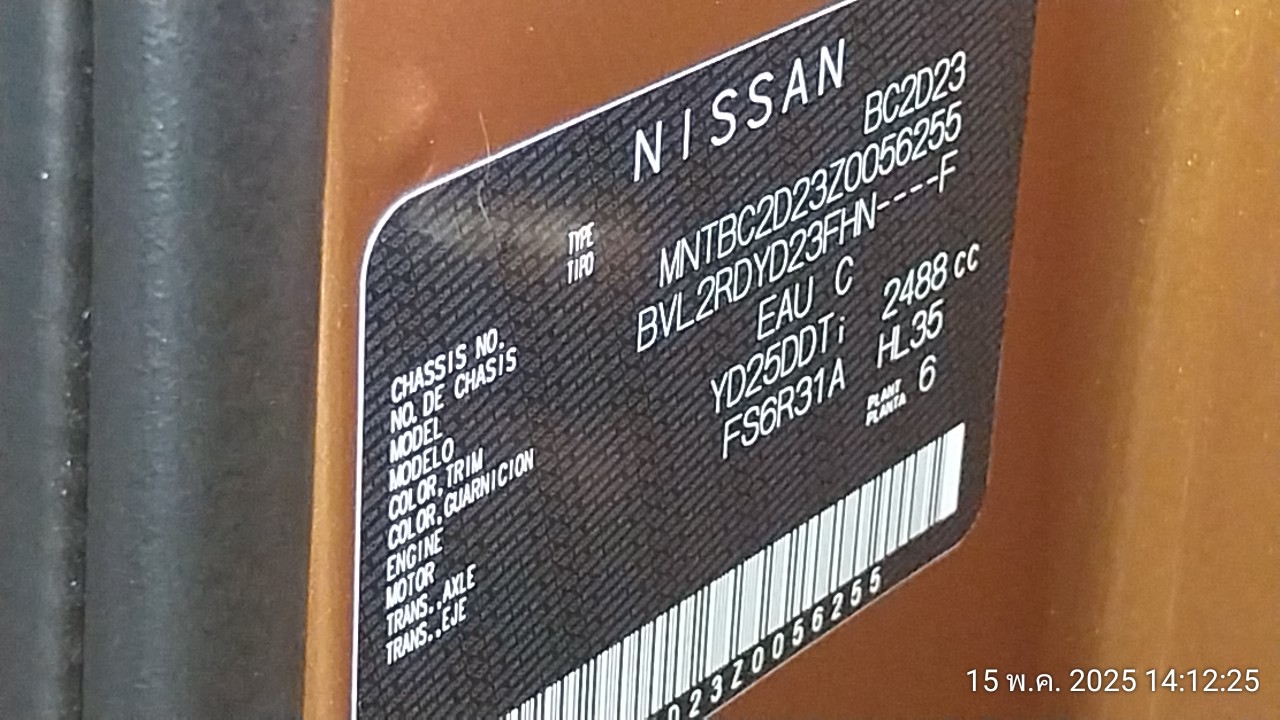 NISSAN
TYPE BC2D23
TIPO
CHASSIS NO. MNTBC2D23Z0056255
NO. DE CHASIS
MODEL BVL2RDYD23FHN----F
MODELO
COLOR,TRIM EAU C
COLOR,GUARNICION
ENGINE YD25DDTi 2488 cc
MOTOR
TRANS.,AXLE FS6R31A HL35
TRANS.,EJE
PLANT 6
PLANTA
D23Z0056255
15 พ.ค. 2025 14:12:25